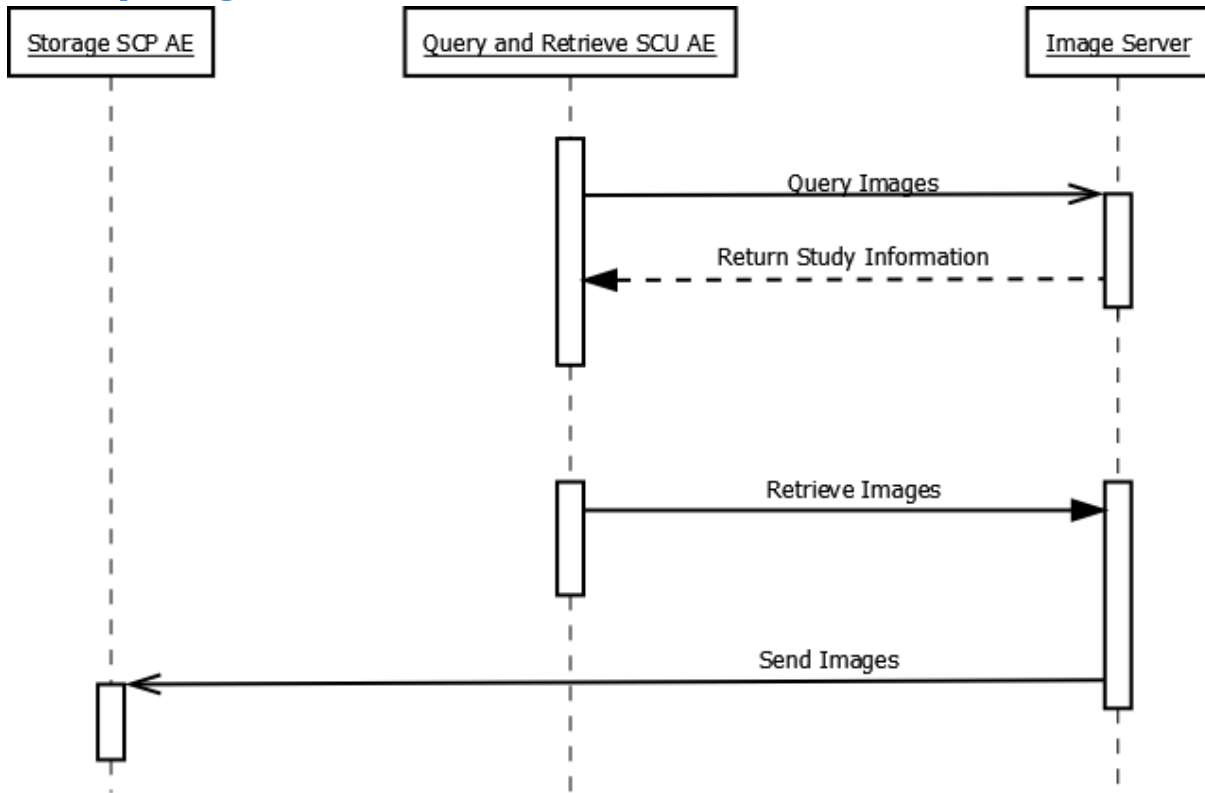 Storage SCP AE
Query and Retrieve SCU AE
Image Server
Query Images
Return Study Information
Retrieve Images
Send Images